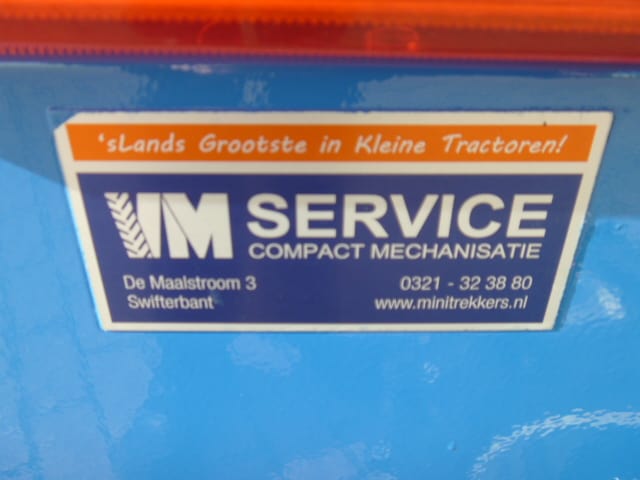 'sLands Grootste in Kleine Tractoren!
IM SERVICE
COMPACT MECHANISATIE
De Maalstroom 3
Swifterbant
0321 - 32 38 80
www.minitrekkers.nl